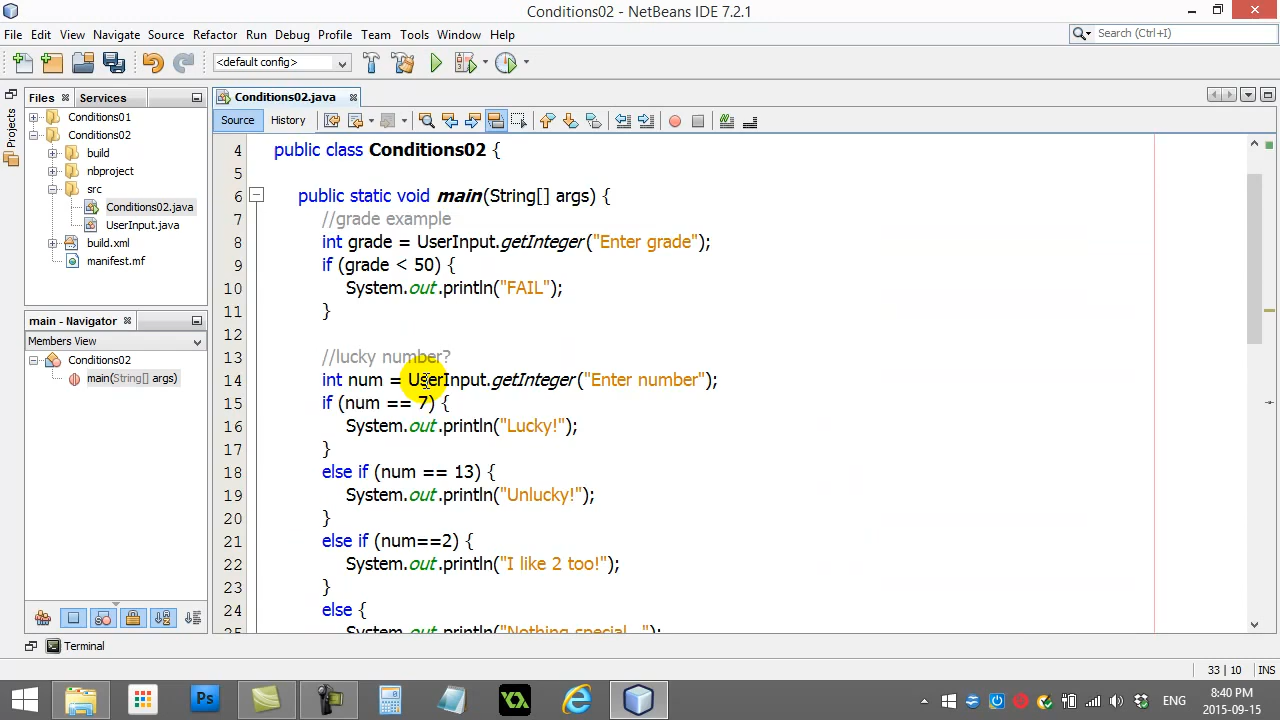 Conditions02 - NetBeans IDE 7.2.1
File Edit View Navigate Source Refactor Run Debug Profile Team Tools Window Help
Search (Ctrl+I)
<default config>
Projects
Files Services
Conditions01
Conditions02
build
nbproject
src
Conditions02.java
UserInput.java
build.xml
manifest.mf
main - Navigator
Members View
Conditions02
main(String[] args)
Conditions02.java
Source History
4 public class Conditions02 {
5
6 public static void main(String[] args) {
7 //grade example
8 int grade = UserInput.getInteger("Enter grade");
9 if (grade < 50) {
10 System.out.println("FAIL");
11 }
12
13 //lucky number?
14 int num = UserInput.getInteger("Enter number");
15 if (num == 7) {
16 System.out.println("Lucky!");
17 }
18 else if (num == 13) {
19 System.out.println("Unlucky!");
20 }
21 else if (num==2) {
22 System.out.println("I like 2 too!");
23 }
24 else {
25 System.out.println("Nothing special..");
Terminal
33 | 10 INS
Ps
ENG
8:40 PM
2015-09-15